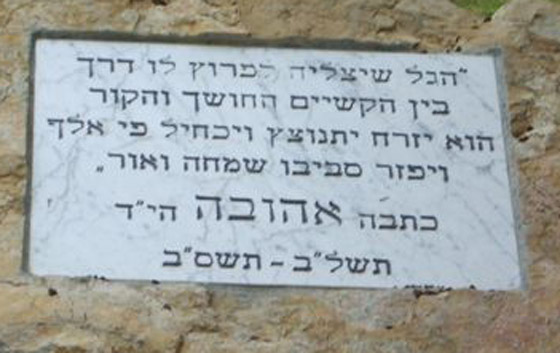 "הגל שיצליח לפרוץ לו דרך
בין הקשיים החושך והקור
הוא יזרח יתנוצץ ויכחיל פי אלף
ויפזר סביבו שמחה ואור"
כתבה אהובה הי"ד
תשל"ב - תשס"ב